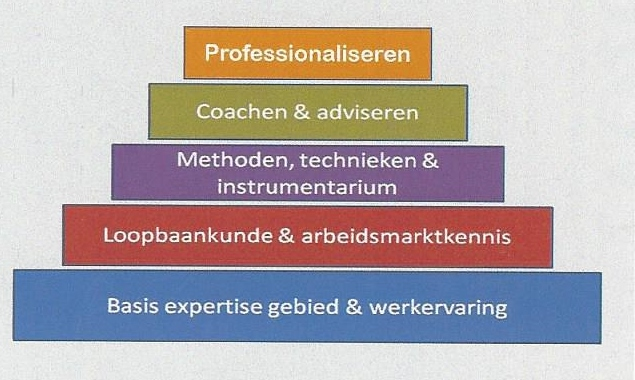 Professionaliseren
Coachen & adviseren
Methoden, technieken &
instrumentarium
Loopbaankunde & arbeidsmarktkennis
Basis expertise gebied & werkervaring